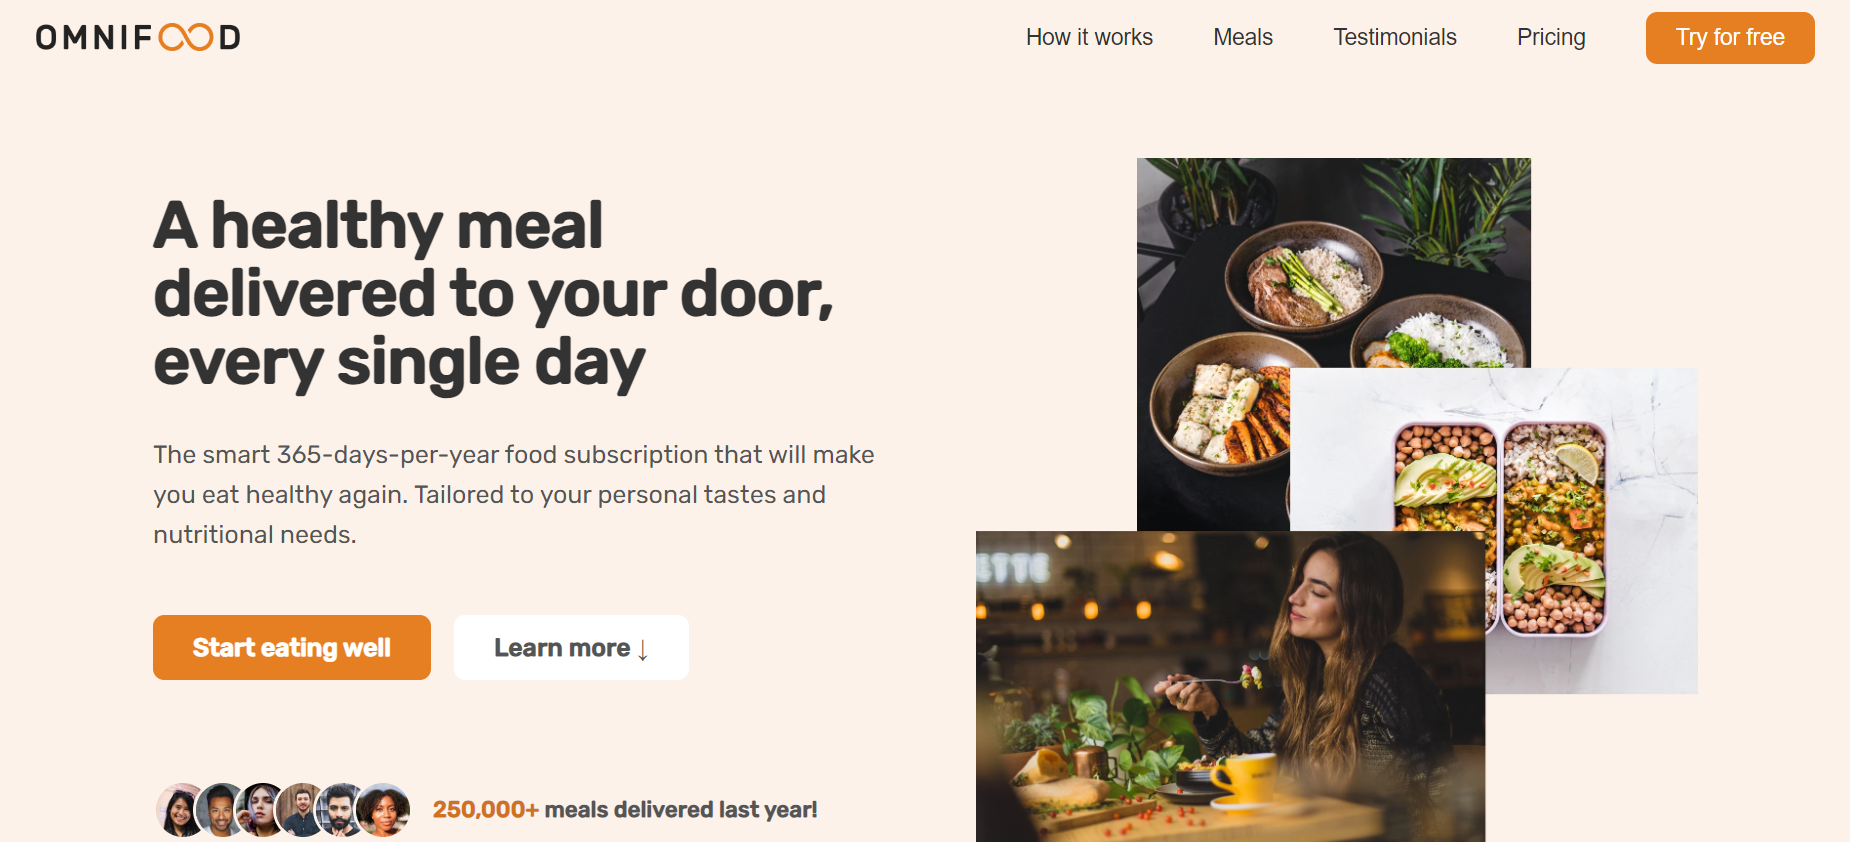 OMNIFOOD
How it works
Meals
Testimonials
Pricing
Try for free
A healthy meal
delivered to your door,
every single day
The smart 365-days-per-year food subscription that will make
you eat healthy again. Tailored to your personal tastes and
nutritional needs.
Start eating well
Learn more ↓
250,000+ meals delivered last year!
ETTE